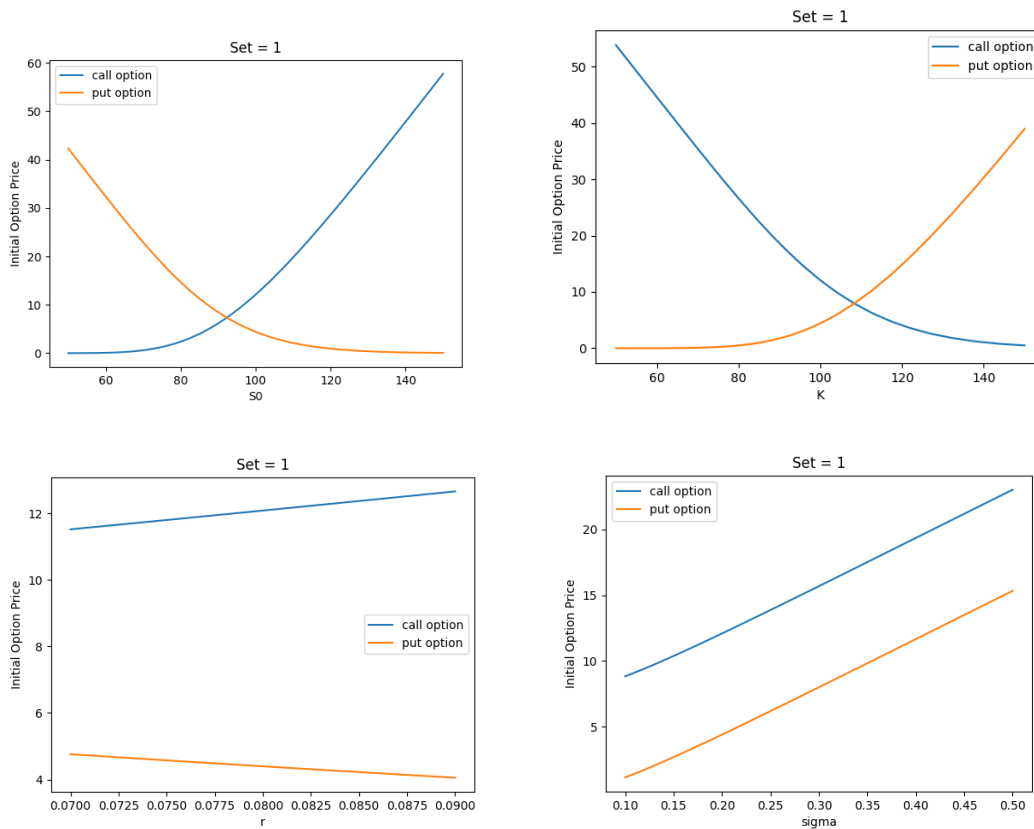 Set = 1
call option
put option
Initial Option Price
60
50
40
30
20
10
0
60 80 100 120 140
S0
Set = 1
call option
put option
Initial Option Price
50
40
30
20
10
0
60 80 100 120 140
K
Set = 1
call option
put option
Initial Option Price
12
10
8
6
4
0.0700 0.0725 0.0750 0.0775 0.0800 0.0825 0.0850 0.0875 0.0900
r
Set = 1
call option
put option
Initial Option Price
20
15
10
5
0.10 0.15 0.20 0.25 0.30 0.35 0.40 0.45 0.50
sigma